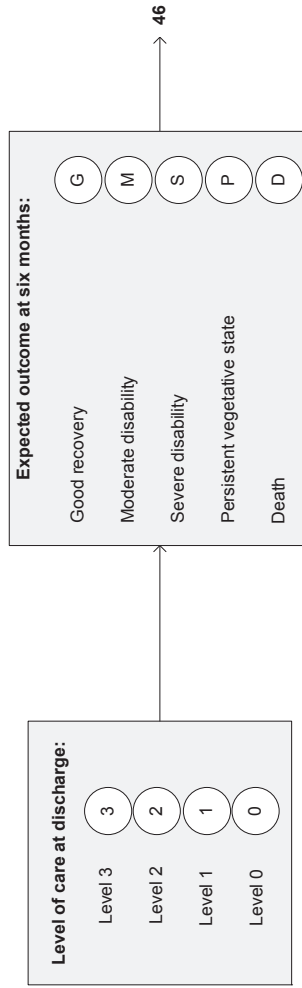 Level of care at discharge:
Level 3 3
Level 2 2
Level 1 1
Level 0 0
Expected outcome at six months:
Good recovery G
Moderate disability M
Severe disability S
Persistent vegetative state P
Death D
46